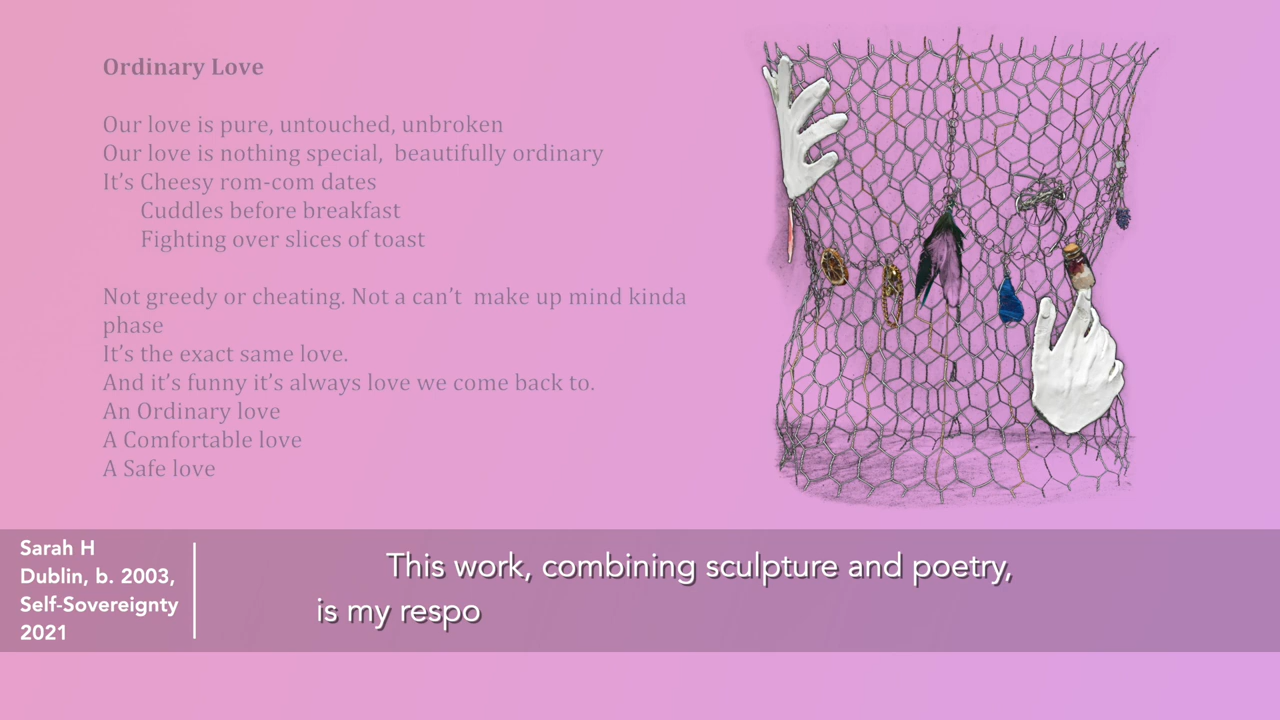 Ordinary Love
Our love is pure, untouched, unbroken
Our love is nothing special,  beautifully ordinary
It's Cheesy rom-com dates
Cuddles before breakfast
Fighting over slices of toast
Not greedy or cheating. Not a can't  make up mind kinda
phase
It's the exact same love.
And it's funny it's always love we come back to.
An Ordinary love
A Comfortable love
A Safe love
Sarah H
Dublin, b. 2003,
Self-Sovereignty
2021
This work, combining sculpture and poetry,
is my respo